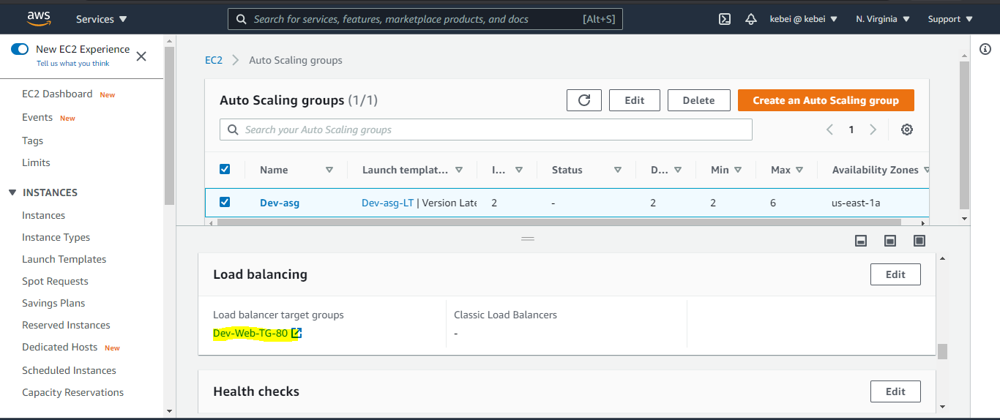 aws Services Search for services, features, marketplace products, and docs [Alt+S] kebei @ kebei N. Virginia Support
New EC2 Experience
Tell us what you think
EC2 Dashboard New
Events New
Tags
Limits
INSTANCES
Instances
Instance Types
Launch Templates
Spot Requests
Savings Plans
Reserved Instances
Dedicated Hosts New
Scheduled Instances
Capacity Reservations
EC2 Auto Scaling groups
Auto Scaling groups (1/1) Edit Delete Create an Auto Scaling group
Search your Auto Scaling groups 1
Name Launch templat... I... Status D... Min Max Availability Zones
Dev-asg Dev-asg-LT | Version Late 2 - 2 2 6 us-east-1a
Load balancing Edit
Load balancer target groups Classic Load Balancers
Dev-Web-TG-80 -
Health checks Edit